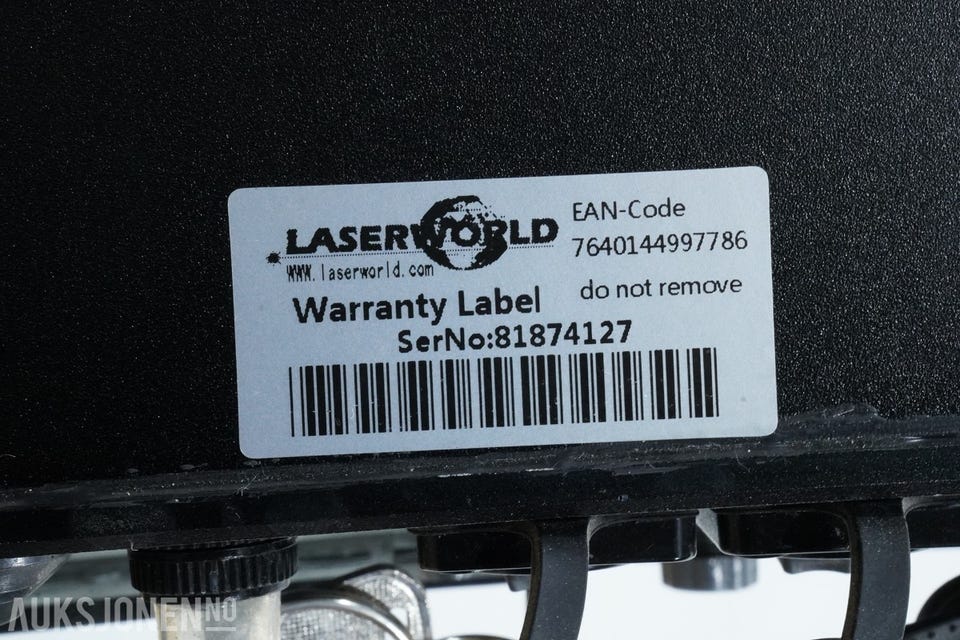 LASERWORLD
WWW.laserworld.com
EAN-Code
7640144997786
do not remove
Warranty Label
SerNo:81874127
AUKSJONEN NO